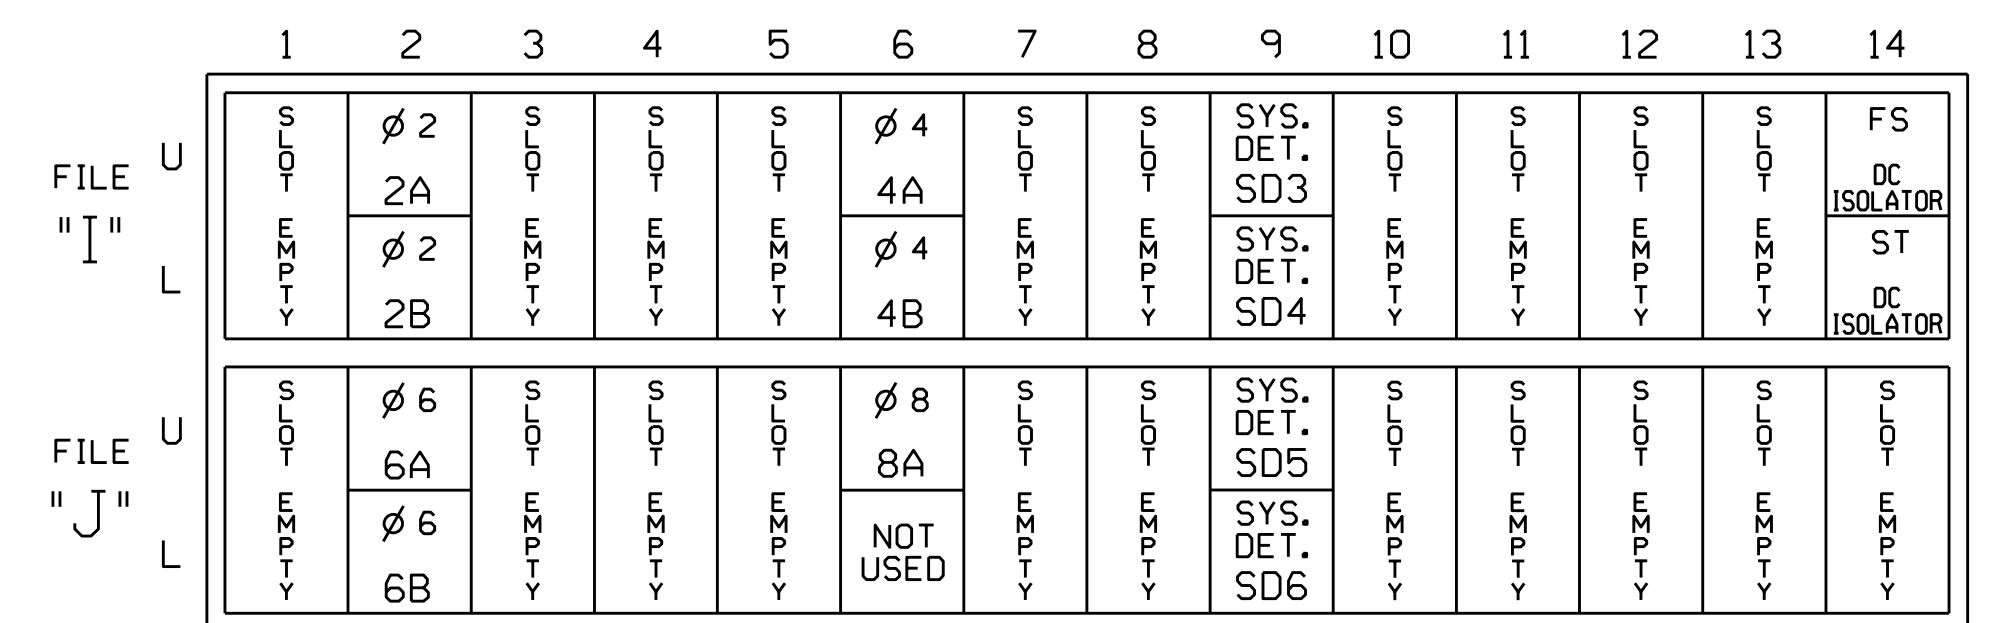 1 2 3 4 5 6 7 8 9 10 11 12 13 14
FILE "I"
U
L
SLOT EMPTY
Ø 2
2A
Ø 2
2B
SLOT EMPTY
SLOT EMPTY
SLOT EMPTY
Ø 4
4A
Ø 4
4B
SLOT EMPTY
SLOT EMPTY
SYS.
DET.
SD3
SYS.
DET.
SD4
SLOT EMPTY
SLOT EMPTY
SLOT EMPTY
SLOT EMPTY
FS
DC
ISOLATOR
ST
DC
ISOLATOR
FILE "J"
U
L
SLOT EMPTY
Ø 6
6A
Ø 6
6B
SLOT EMPTY
SLOT EMPTY
SLOT EMPTY
Ø 8
8A
NOT
USED
SLOT EMPTY
SLOT EMPTY
SYS.
DET.
SD5
SYS.
DET.
SD6
SLOT EMPTY
SLOT EMPTY
SLOT EMPTY
SLOT EMPTY
SLOT EMPTY